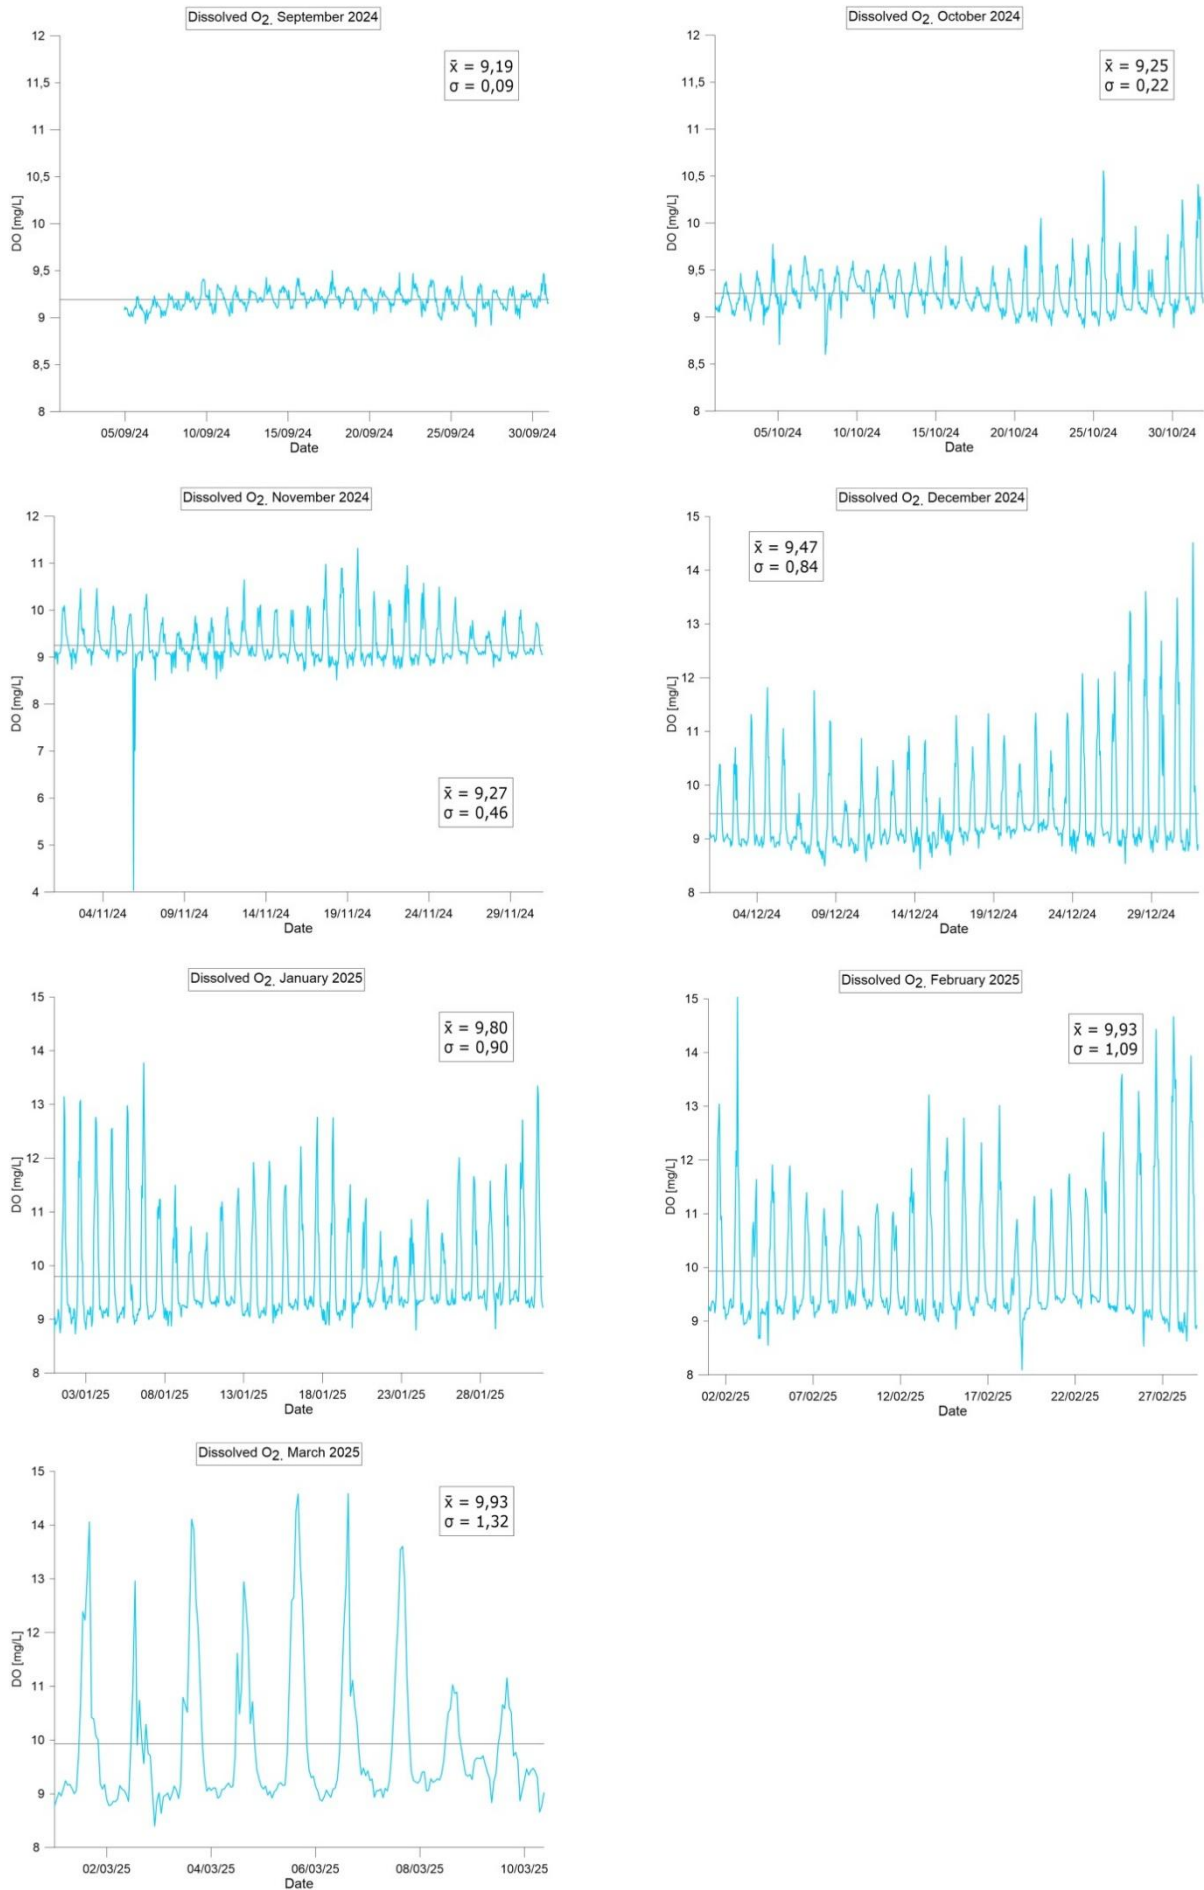 Dissolved O2. September 2024
x̄ = 9,19
σ = 0,09
12
11,5
11
10,5
10
9,5
9
8,5
8
DO [mg/L]
05/09/24 10/09/24 15/09/24 20/09/24 25/09/24 30/09/24
Date
Dissolved O2. October 2024
x̄ = 9,25
σ = 0,22
12
11,5
11
10,5
10
9,5
9
8,5
8
DO [mg/L]
05/10/24 10/10/24 15/10/24 20/10/24 25/10/24 30/10/24
Date
Dissolved O2. November 2024
12
11
10
9
8
7
6
5
4
DO [mg/L]
x̄ = 9,27
σ = 0,46
04/11/24 09/11/24 14/11/24 19/11/24 24/11/24 29/11/24
Date
Dissolved O2. December 2024
x̄ = 9,47
σ = 0,84
15
14
13
12
11
10
9
8
DO [mg/L]
04/12/24 09/12/24 14/12/24 19/12/24 24/12/24 29/12/24
Date
Dissolved O2. January 2025
x̄ = 9,80
σ = 0,90
15
14
13
12
11
10
9
8
DO [mg/L]
03/01/25 08/01/25 13/01/25 18/01/25 23/01/25 28/01/25
Date
Dissolved O2. February 2025
x̄ = 9,93
σ = 1,09
15
14
13
12
11
10
9
8
DO [mg/L]
02/02/25 07/02/25 12/02/25 17/02/25 22/02/25 27/02/25
Date
Dissolved O2. March 2025
x̄ = 9,93
σ = 1,32
15
14
13
12
11
10
9
8
DO [mg/L]
02/03/25 04/03/25 06/03/25 08/03/25 10/03/25
Date